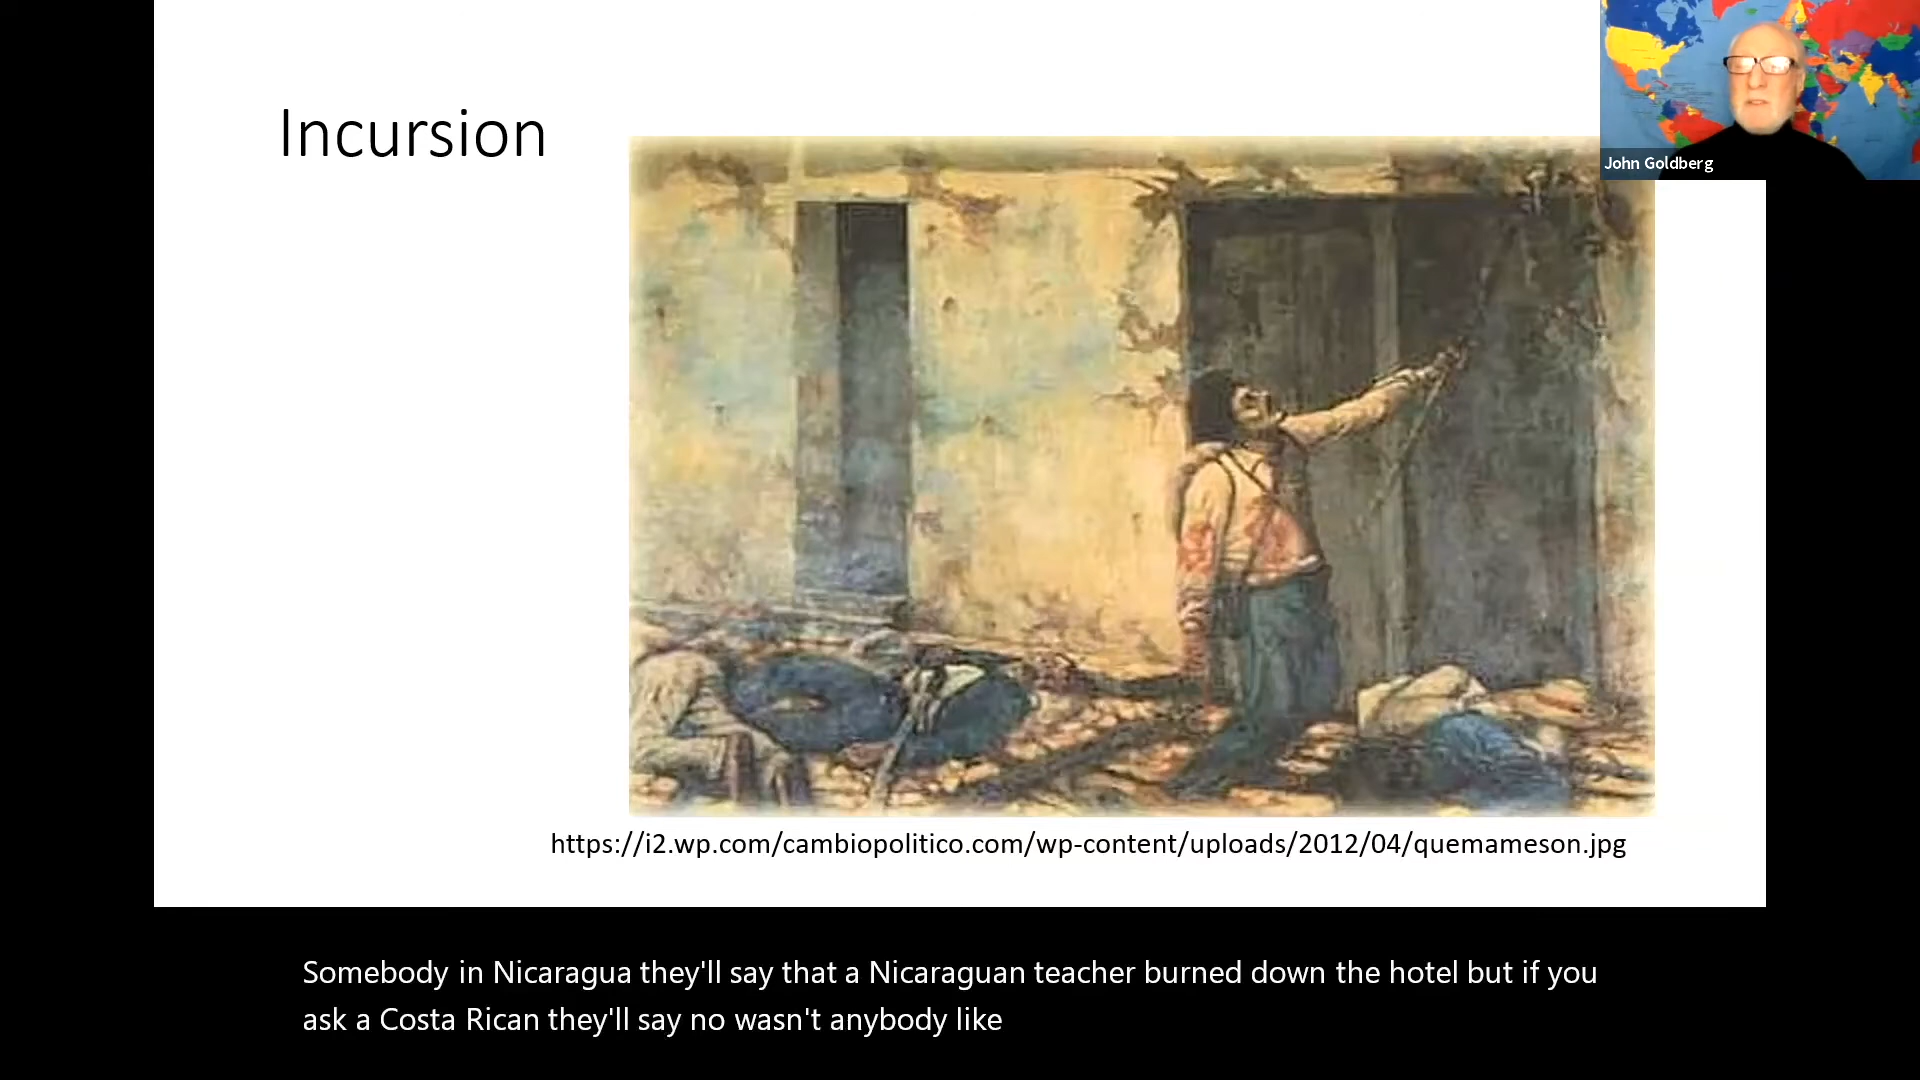 Incursion
John Goldberg
https://i2.wp.com/cambiopolitico.com/wp-content/uploads/2012/04/quemameson.jpg
Somebody in Nicaragua they'll say that a Nicaraguan teacher burned down the hotel but if you
ask a Costa Rican they'll say no wasn't anybody like